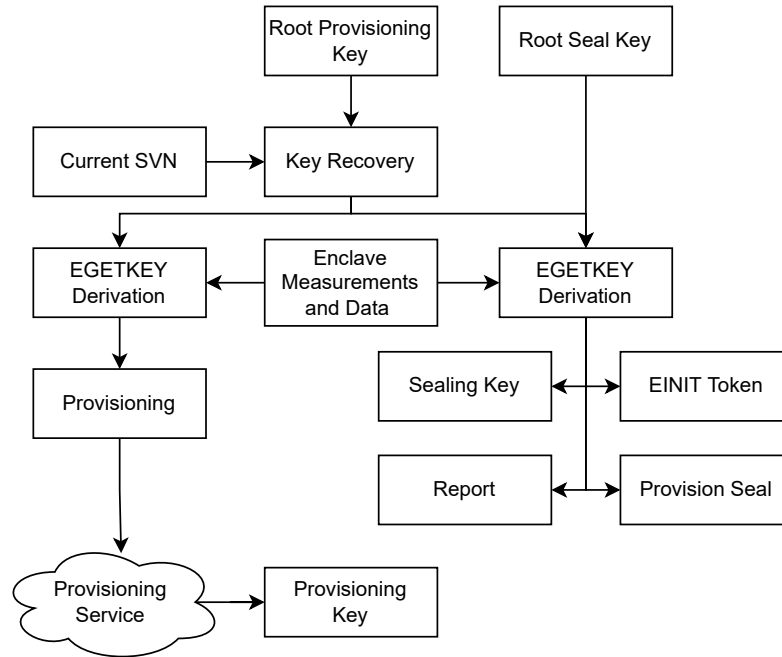 Root Provisioning
Key
Root Seal Key
Current SVN
Key Recovery
EGETKEY
Derivation
Enclave
Measurements
and Data
EGETKEY
Derivation
Provisioning
Sealing Key
EINIT Token
Report
Provision Seal
Provisioning
Service
Provisioning
Key